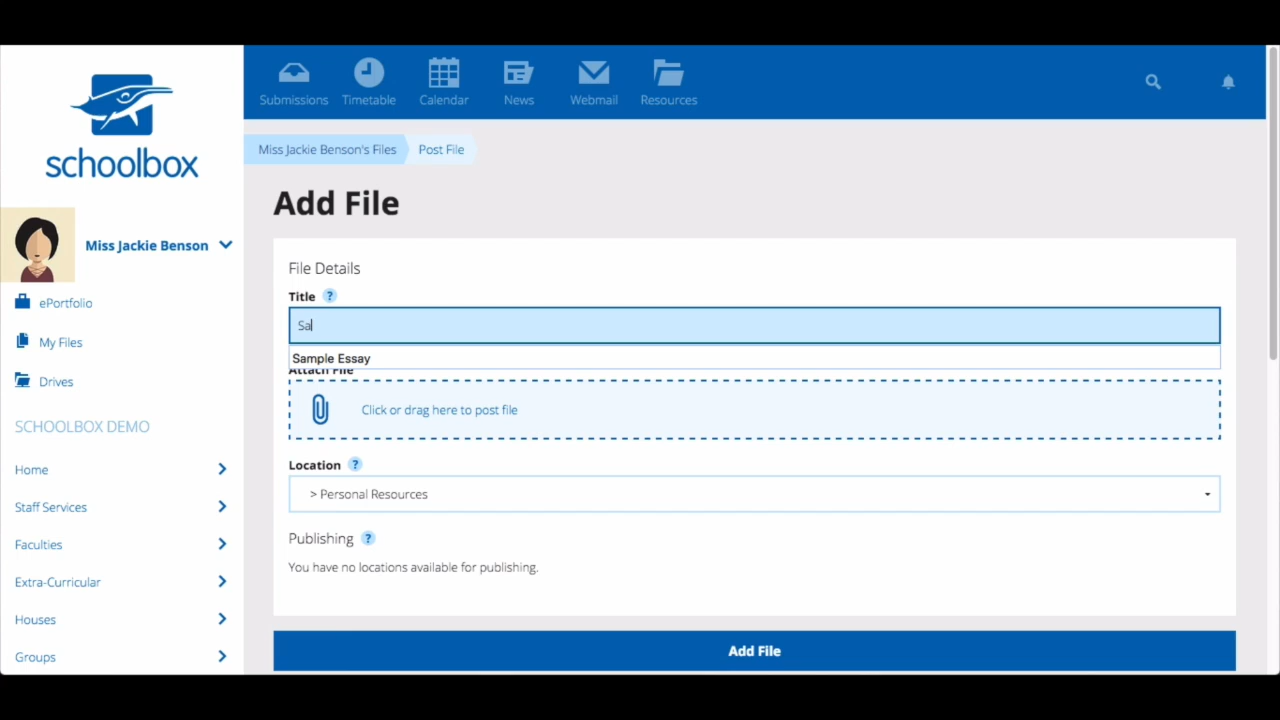 Submissions
Timetable
Calendar
News
Webmail
Resources
schoolbox
Miss Jackie Benson
ePortfolio
My Files
Drives
SCHOOLBOX DEMO
Home
Staff Services
Faculties
Extra-Curricular
Houses
Groups
Miss Jackie Benson's Files
Post File
Add File
File Details
Title ?
Sa
Sample Essay
Attach File
Click or drag here to post file
Location ?
> Personal Resources
Publishing ?
You have no locations available for publishing.
Add File